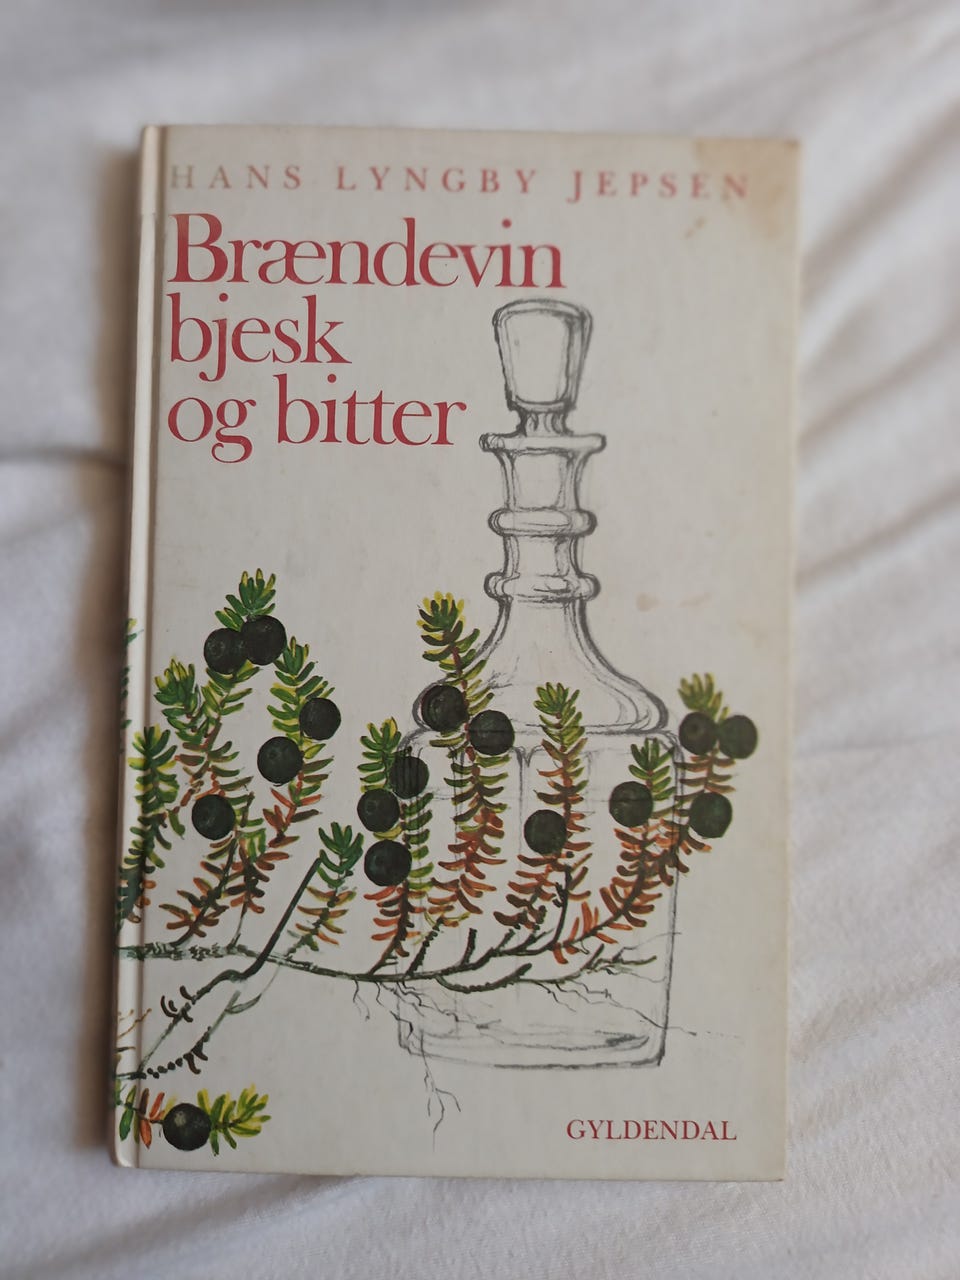 HANS LYNGBY JEPSEN
Brændevin
bjesk
og bitter
GYLDENDAL